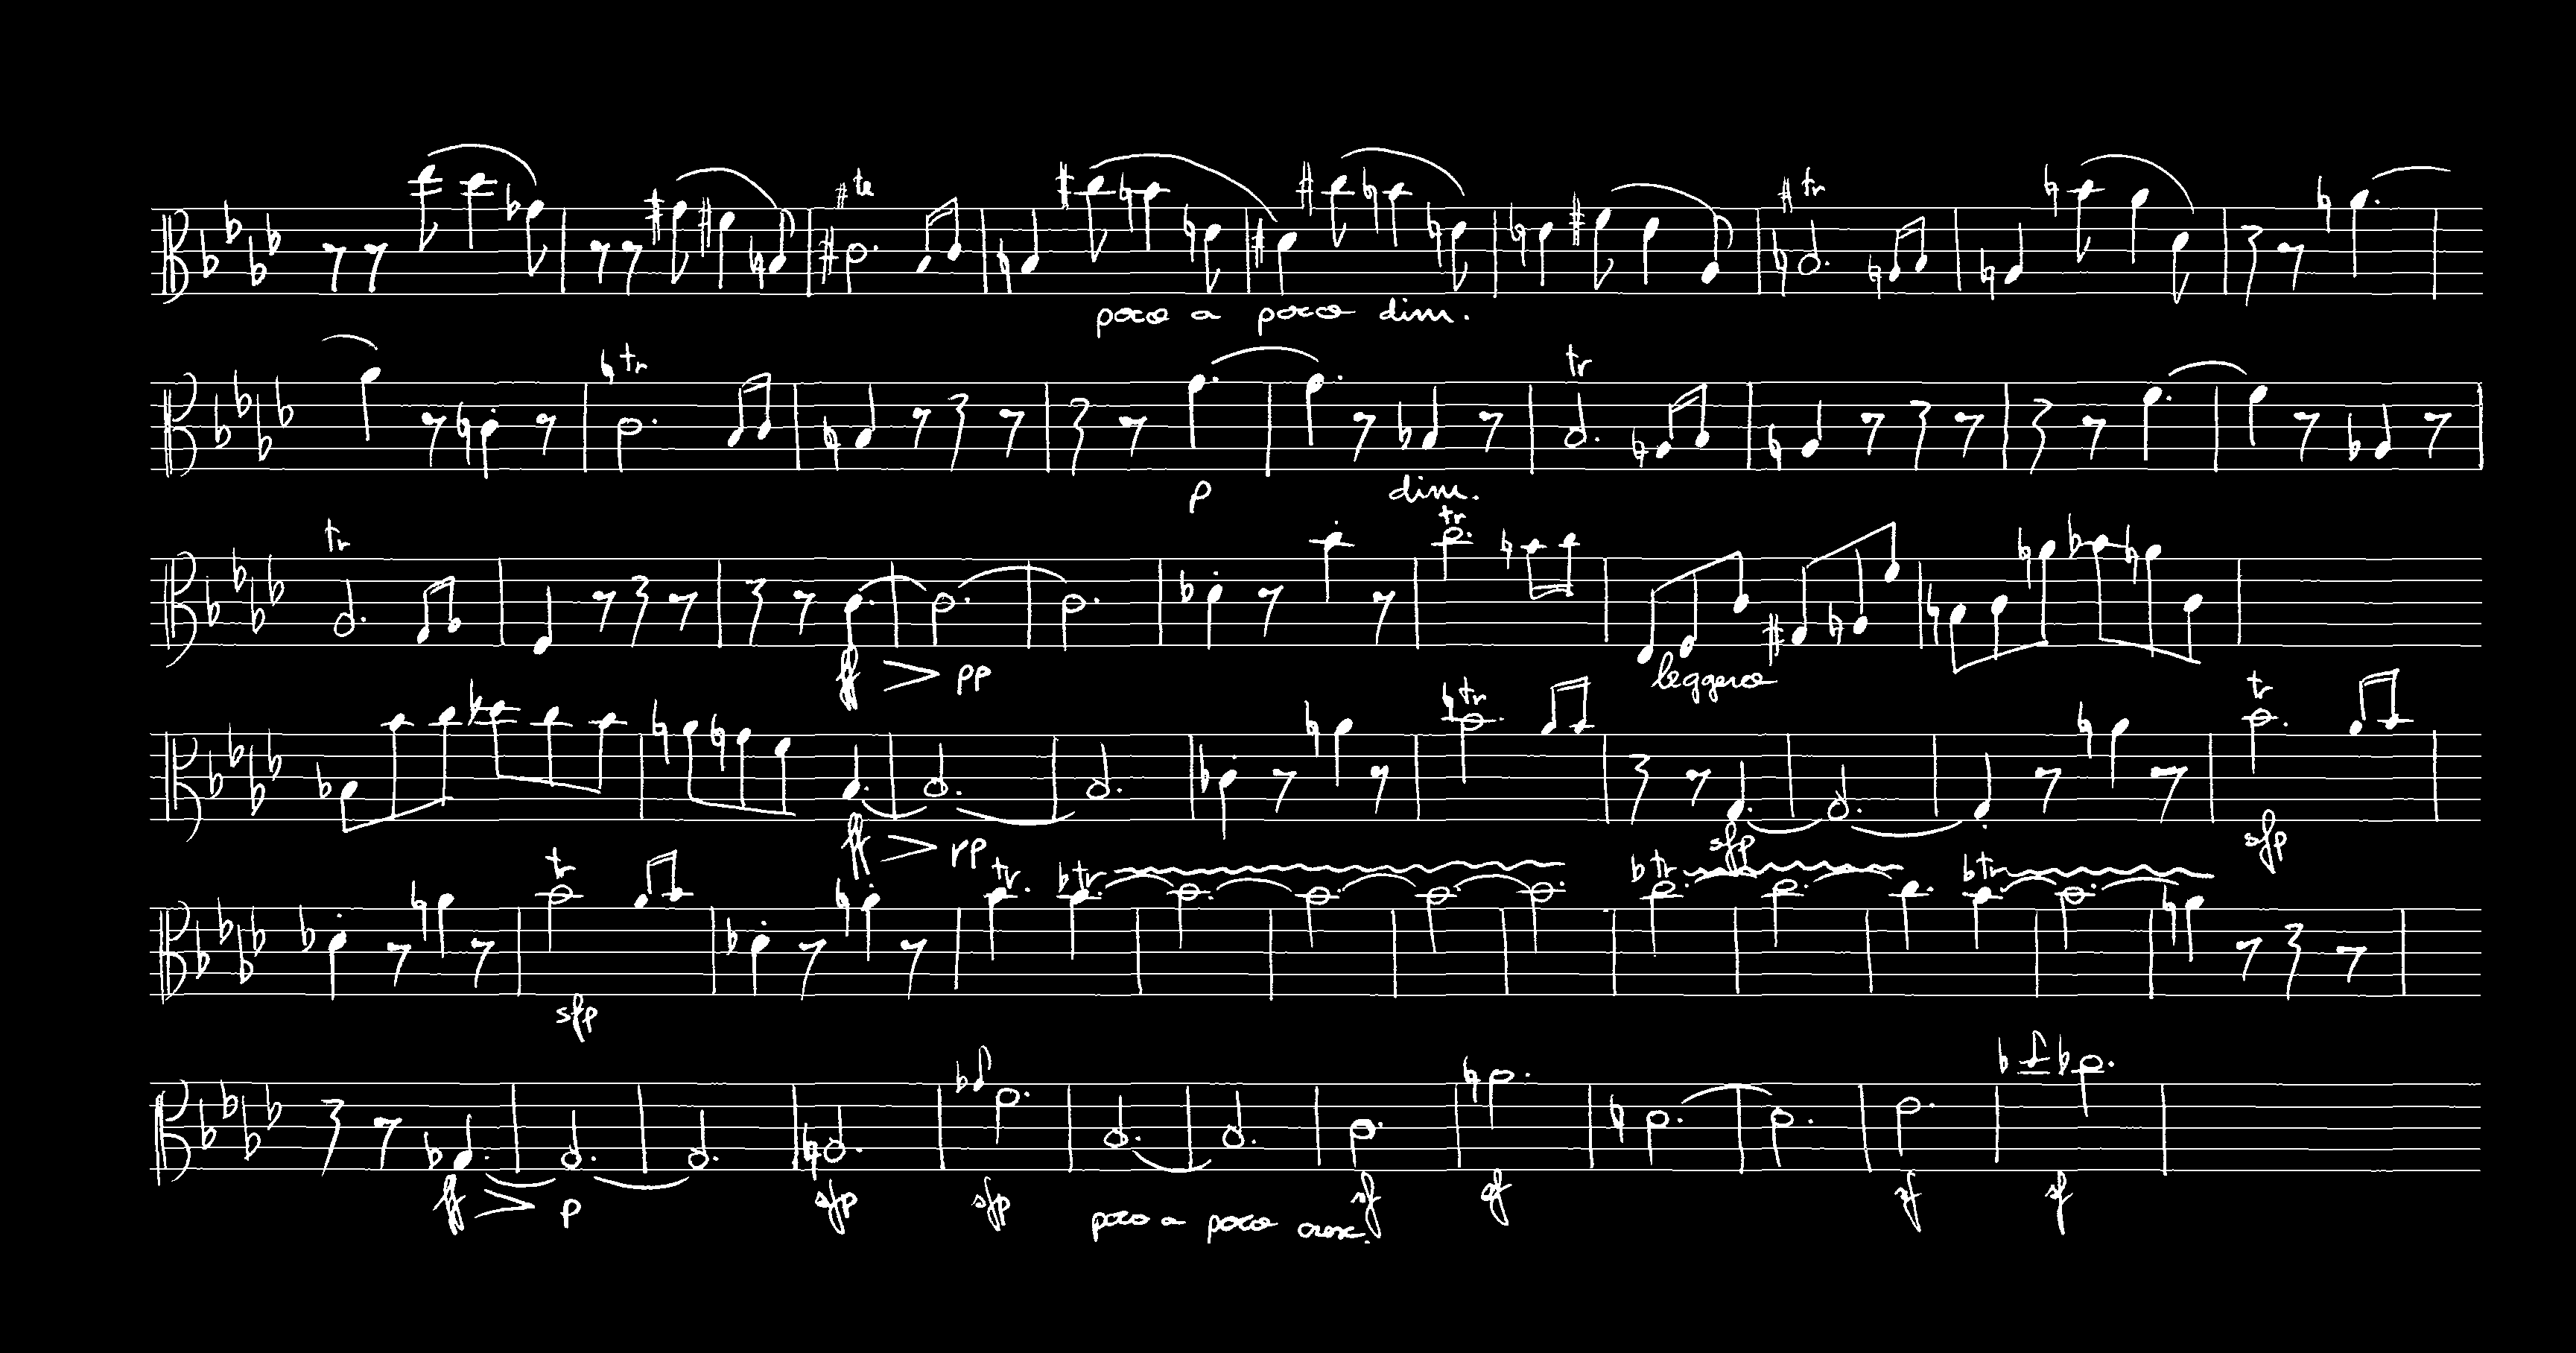 tr
poco a poco dim.
tr
tr
tr
p
dim.
tr
tr
ff > pp
leggero
tr
tr
ff > pp
sfp
sfp
tr
tr
tr
tr
tr
sfp
ff > p
sfp
sfp
poco a poco cresc.
sf
sf
sf
sf